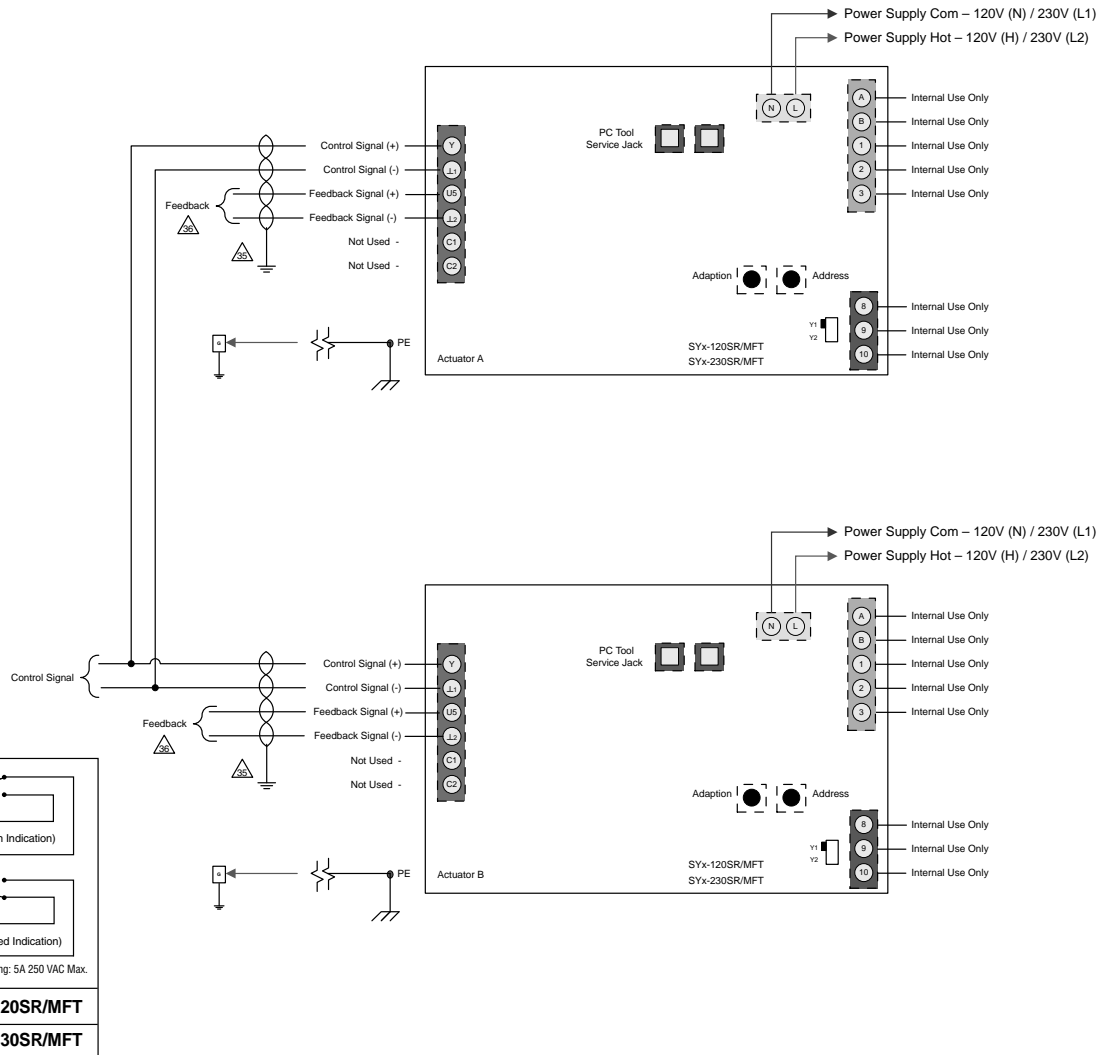 Power Supply Com – 120V (N) / 230V (L1)
Power Supply Hot – 120V (H) / 230V (L2)
N L
PC Tool
Service Jack
A Internal Use Only
B Internal Use Only
1 Internal Use Only
2 Internal Use Only
3 Internal Use Only
Control Signal (+) Y
Control Signal (-) ⊥1
Feedback Signal (+) U5
Feedback Signal (-) ⊥2
Not Used - C1
Not Used - C2
Feedback
36
35
Adaption Address
8 Internal Use Only
9 Internal Use Only
10 Internal Use Only
Y1
Y2
G
PE
Actuator A
SYx-120SR/MFT
SYx-230SR/MFT
Power Supply Com – 120V (N) / 230V (L1)
Power Supply Hot – 120V (H) / 230V (L2)
N L
PC Tool
Service Jack
A Internal Use Only
B Internal Use Only
1 Internal Use Only
2 Internal Use Only
3 Internal Use Only
Control Signal
Control Signal (+) Y
Control Signal (-) ⊥1
Feedback Signal (+) U5
Feedback Signal (-) ⊥2
Not Used - C1
Not Used - C2
Feedback
36
35
Adaption Address
8 Internal Use Only
9 Internal Use Only
10 Internal Use Only
Y1
Y2
G
PE
Actuator B
SYx-120SR/MFT
SYx-230SR/MFT
n Indication)
ed Indication)
ng: 5A 250 VAC Max.
20SR/MFT
30SR/MFT